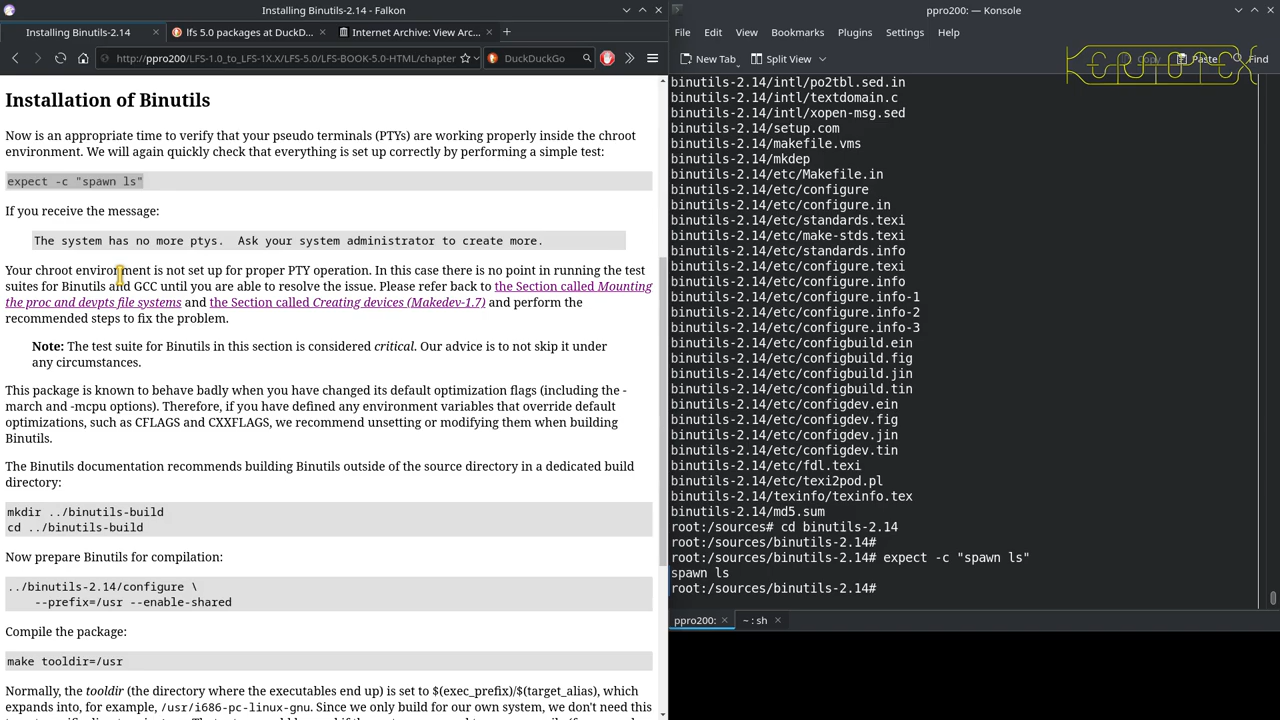 Installing Binutils-2.14 - Falkon
Installing Binutils-2.14
lfs 5.0 packages at DuckD...
Internet Archive: View Arc...
http://ppro200/LFS-1.0_to_LFS-1X.X/LFS-5.0/LFS-BOOK-5.0-HTML/chapter
DuckDuckGo
Installation of Binutils
Now is an appropriate time to verify that your pseudo terminals (PTYs) are working properly inside the chroot
environment. We will again quickly check that everything is set up correctly by performing a simple test:
expect -c "spawn ls"
If you receive the message:
The system has no more ptys.  Ask your system administrator to create more.
Your chroot environment is not set up for proper PTY operation. In this case there is no point in running the test
suites for Binutils and GCC until you are able to resolve the issue. Please refer back to the Section called Mounting
the proc and devpts file systems and the Section called Creating devices (Makedev-1.7) and perform the
recommended steps to fix the problem.
Note: The test suite for Binutils in this section is considered critical. Our advice is to not skip it under
any circumstances.
This package is known to behave badly when you have changed its default optimization flags (including the -
march and -mcpu options). Therefore, if you have defined any environment variables that override default
optimizations, such as CFLAGS and CXXFLAGS, we recommend unsetting or modifying them when building
Binutils.
The Binutils documentation recommends building Binutils outside of the source directory in a dedicated build
directory:
mkdir ../binutils-build
cd ../binutils-build
Now prepare Binutils for compilation:
../binutils-2.14/configure \
--prefix=/usr --enable-shared
Compile the package:
make tooldir=/usr
Normally, the tooldir (the directory where the executables end up) is set to $(exec_prefix)/$(target_alias), which
expands into, for example, /usr/i686-pc-linux-gnu. Since we only build for our own system, we don't need this
ppro200: — Konsole
File Edit View Bookmarks Plugins Settings Help
New Tab Split View Copy Paste Find
binutils-2.14/intl/po2tbl.sed.in
binutils-2.14/intl/textdomain.c
binutils-2.14/intl/xopen-msg.sed
binutils-2.14/setup.com
binutils-2.14/makefile.vms
binutils-2.14/mkdep
binutils-2.14/etc/Makefile.in
binutils-2.14/etc/configure
binutils-2.14/etc/configure.in
binutils-2.14/etc/standards.texi
binutils-2.14/etc/make-stds.texi
binutils-2.14/etc/standards.info
binutils-2.14/etc/configure.texi
binutils-2.14/etc/configure.info
binutils-2.14/etc/configure.info-1
binutils-2.14/etc/configure.info-2
binutils-2.14/etc/configure.info-3
binutils-2.14/etc/configbuild.ein
binutils-2.14/etc/configbuild.fig
binutils-2.14/etc/configbuild.jin
binutils-2.14/etc/configbuild.tin
binutils-2.14/etc/configdev.ein
binutils-2.14/etc/configdev.fig
binutils-2.14/etc/configdev.jin
binutils-2.14/etc/configdev.tin
binutils-2.14/etc/fdl.texi
binutils-2.14/etc/texi2pod.pl
binutils-2.14/texinfo/texinfo.tex
binutils-2.14/md5.sum
root:/sources# cd binutils-2.14
root:/sources/binutils-2.14#
root:/sources/binutils-2.14# expect -c "spawn ls"
spawn ls
root:/sources/binutils-2.14#
ppro200:
~ : sh